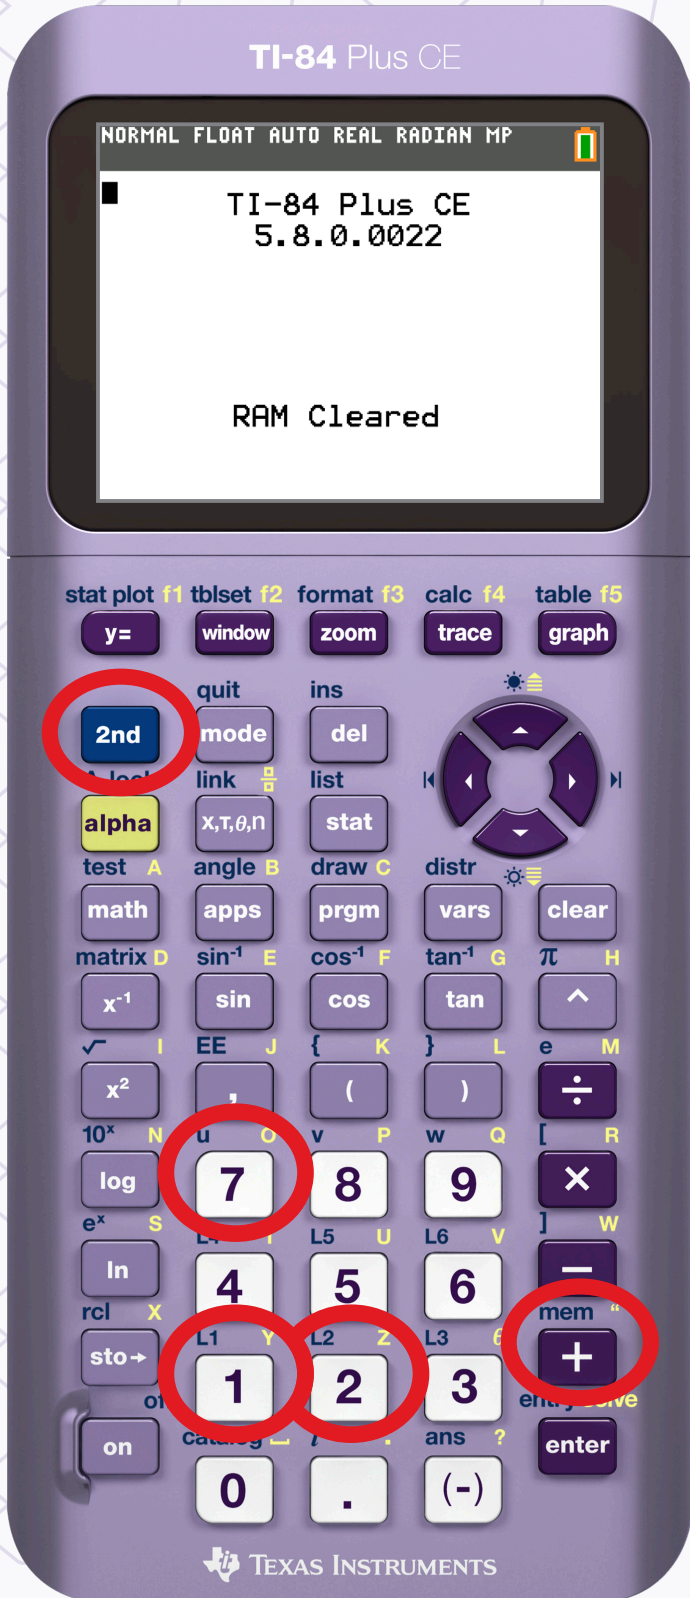 TI-84 Plus CE
NORMAL FLOAT AUTO REAL RADIAN MP
TI-84 Plus CE
5.8.0.0022
RAM Cleared
stat plot f1 tblset f2 format f3 calc f4 table f5
y= window zoom trace graph
quit ins
2nd mode del
link list
alpha X,T,θ,n stat
test A angle B draw C distr
math apps prgm vars clear
matrix D sin⁻¹ E cos⁻¹ F tan⁻¹ G π H
x⁻¹ sin cos tan ^
√ I EE J { K } L e M
x² , ( ) ÷
10ˣ N u O v P w Q [ R
log 7 8 9 ×
eˣ S L5 U L6 V ] W
ln 4 5 6 −
rcl X L1 Y L2 Z L3 mem "
sto→ 1 2 3 +
catalog ans ?
on 0 . (-) enter
TEXAS INSTRUMENTS